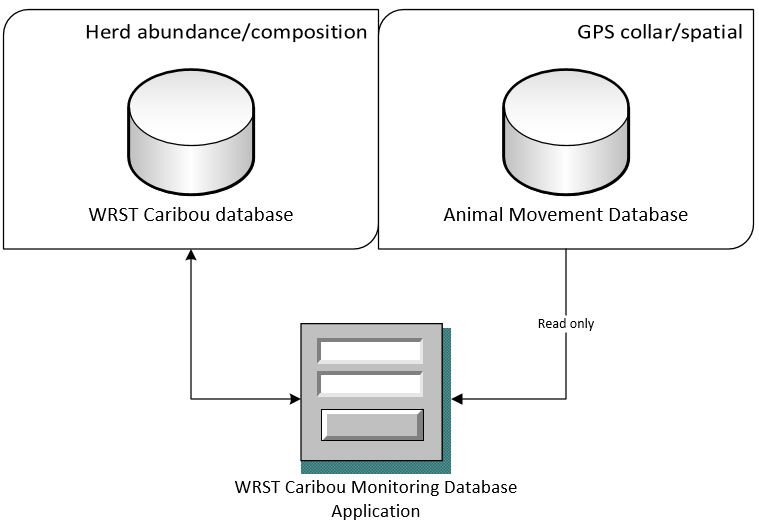 Herd abundance/composition
GPS collar/spatial
WRST Caribou database
Animal Movement Database
Read only
WRST Caribou Monitoring Database
Application